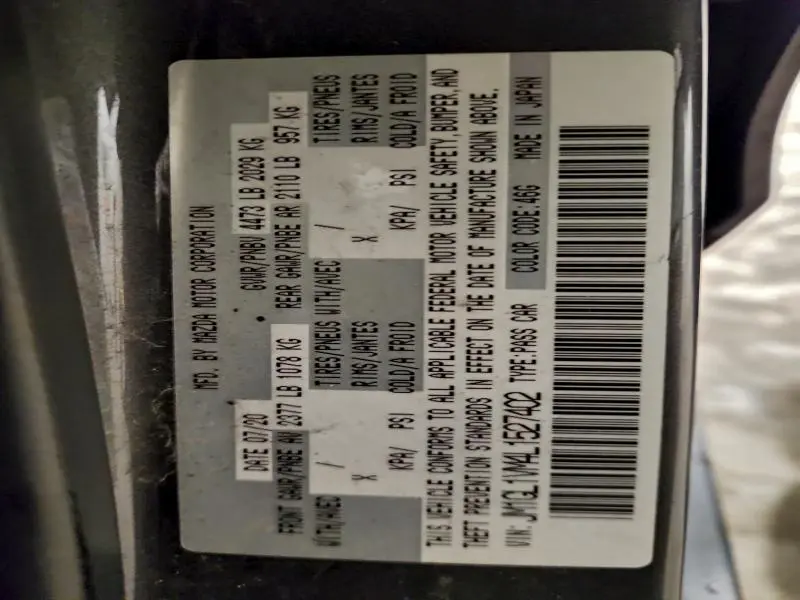 MFD. BY MAZDA MOTOR CORPORATION
DATE 07/20 GVWR/PNBV 4473 LB 2029 KG
FRONT GAWR/PNBE AV 2377 LB 1078 KG REAR GAWR/PNBE AR 2110 LB 957 KG
WITH/AVEC / TIRES/PNEUS WITH/AVEC / TIRES/PNEUS
X RIMS/JANTES X RIMS/JANTES
KPA/ PSI COLD/A FROID KPA/ PSI COLD/A FROID
THIS VEHICLE CONFORMS TO ALL APPLICABLE FEDERAL MOTOR VEHICLE SAFETY, BUMPER, AND
THEFT PREVENTION STANDARDS IN EFFECT ON THE DATE OF MANUFACTURE SHOWN ABOVE.
VIN: JM1GL1WY4L1527402 TYPE:PASS CAR COLOR CODE:46G MADE IN JAPAN